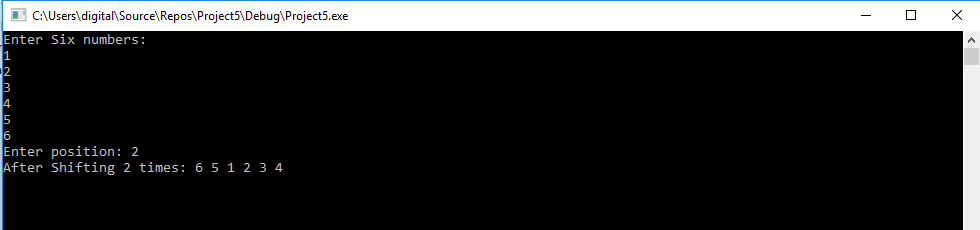 C:\Users\digital\Source\Repos\Project5\Debug\Project5.exe
Enter Six numbers:
1
2
3
4
5
6
Enter position: 2
After Shifting 2 times: 6 5 1 2 3 4